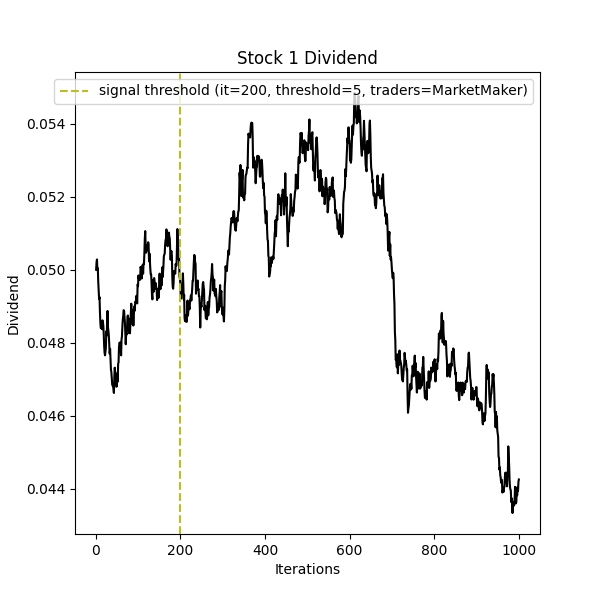 Stock 1 Dividend
signal threshold (it=200, threshold=5, traders=MarketMaker)
0.054
0.052
0.050
0.048
0.046
0.044
Dividend
0 200 400 600 800 1000
Iterations